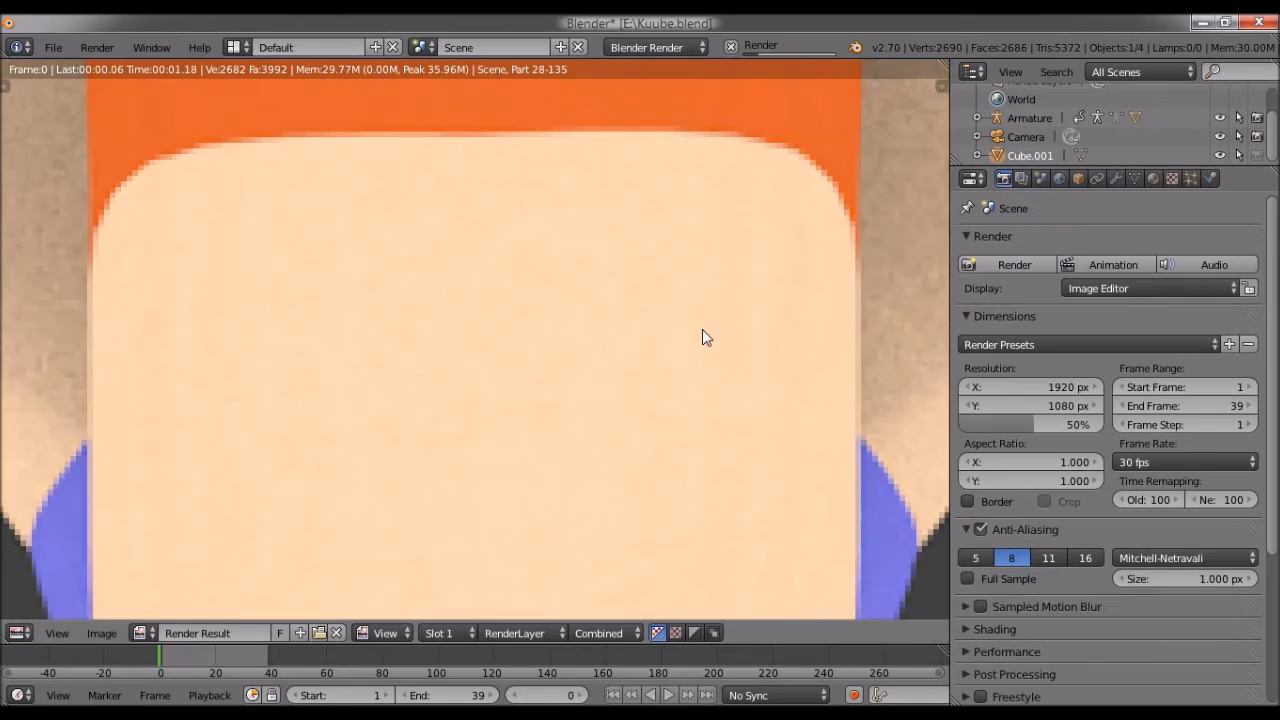 Blender* [E:\Kuube.blend]
File Render Window Help Default Scene Blender Render Render v2.70 | Verts:2690 | Faces:2686 | Tris:5372 | Objects:1/4 | Lamps:0/0 | Mem:30.00M
Frame:0 | Last:00:00.06 Time:00:01.18 | Ve:2682 Fa:3992 | Mem:29.77M (0.00M, Peak 35.96M) | Scene, Part 28-135
View Search All Scenes
World
Armature
Camera
Cube.001
Scene
Render
Render Animation Audio
Display: Image Editor
Dimensions
Render Presets
Resolution: Frame Range:
X: 1920 px Start Frame: 1
Y: 1080 px End Frame: 39
50% Frame Step: 1
Aspect Ratio: Frame Rate:
X: 1.000 30 fps
Y: 1.000 Time Remapping:
Border Crop Old: 100 Ne: 100
Anti-Aliasing
5 8 11 16 Mitchell-Netravali
Full Sample Size: 1.000 px
Sampled Motion Blur
Shading
Performance
Post Processing
Freestyle
View Image Render Result F View Slot 1 RenderLayer Combined
-40 -20 0 20 40 60 80 100 120 140 160 180 200 220 240 260
View Marker Frame Playback Start: 1 End: 39 0 No Sync